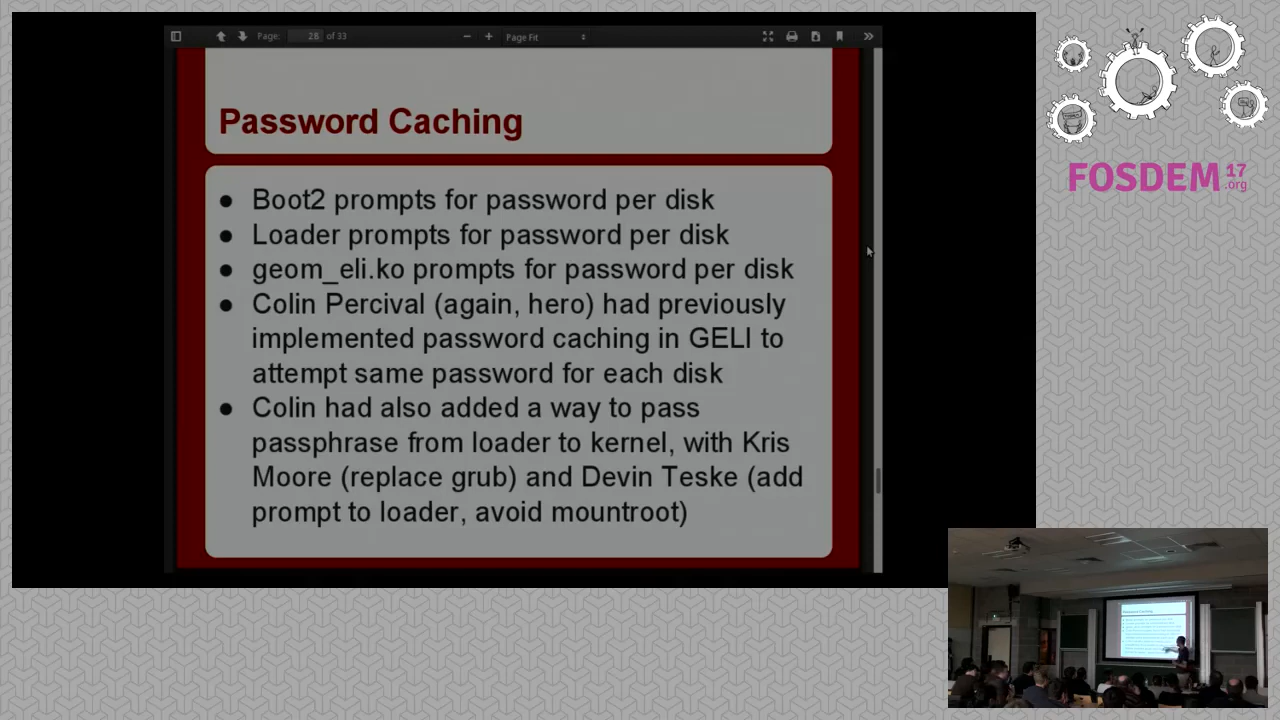 Page: 28 of 33
Page Fit
Password Caching
● Boot2 prompts for password per disk
● Loader prompts for password per disk
● geom_eli.ko prompts for password per disk
● Colin Percival (again, hero) had previously
implemented password caching in GELI to
attempt same password for each disk
● Colin had also added a way to pass
passphrase from loader to kernel, with Kris
Moore (replace grub) and Devin Teske (add
prompt to loader, avoid mountroot)
FOSDEM 17
.org
Password Caching